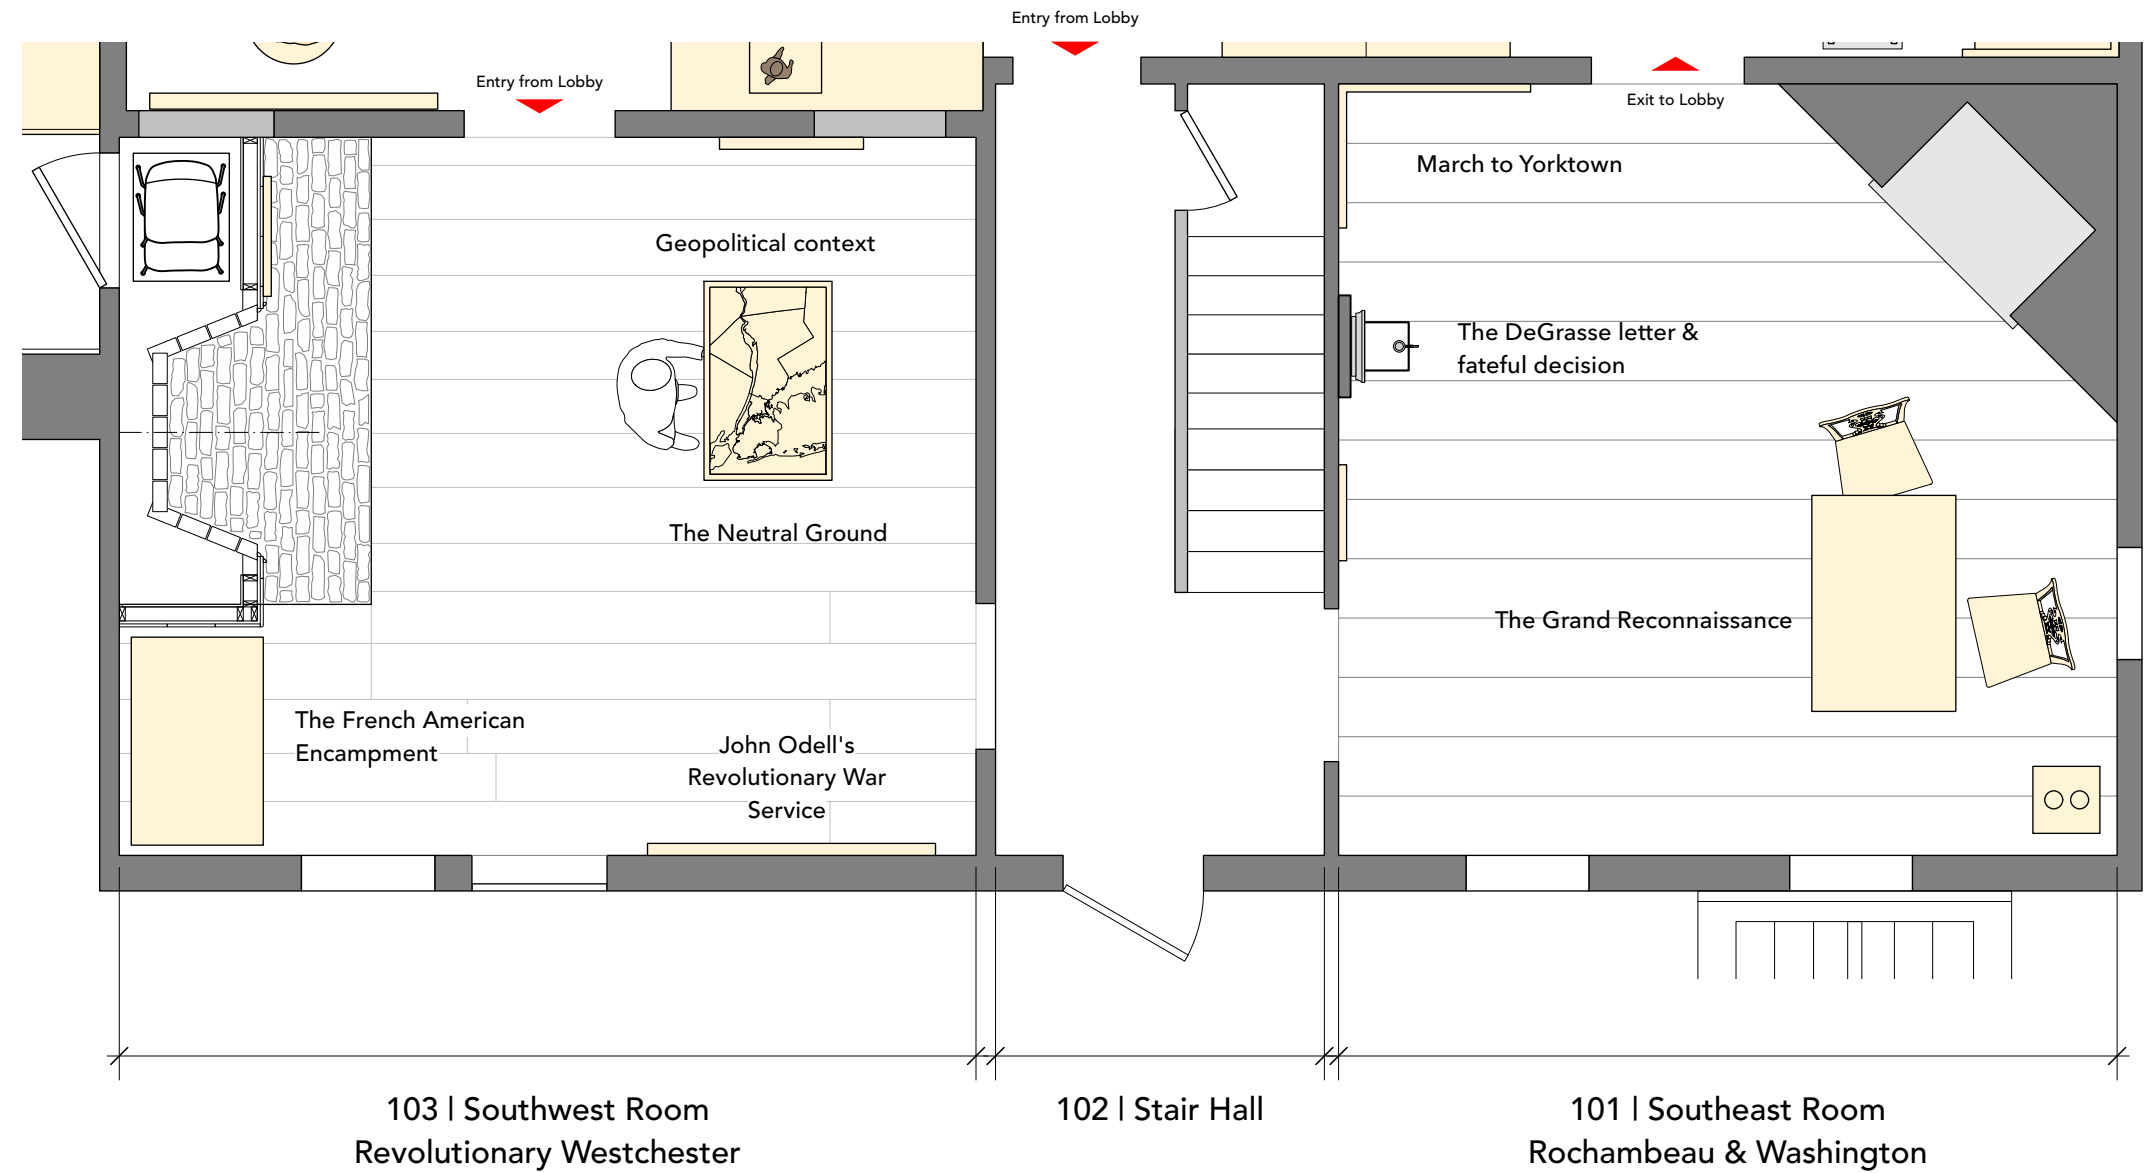 Entry from Lobby
Entry from Lobby
Exit to Lobby
March to Yorktown
Geopolitical context
The DeGrasse letter &
fateful decision
The Neutral Ground
The Grand Reconnaissance
The French American
Encampment
John Odell's
Revolutionary War
Service
103 | Southwest Room
Revolutionary Westchester
102 | Stair Hall
101 | Southeast Room
Rochambeau & Washington